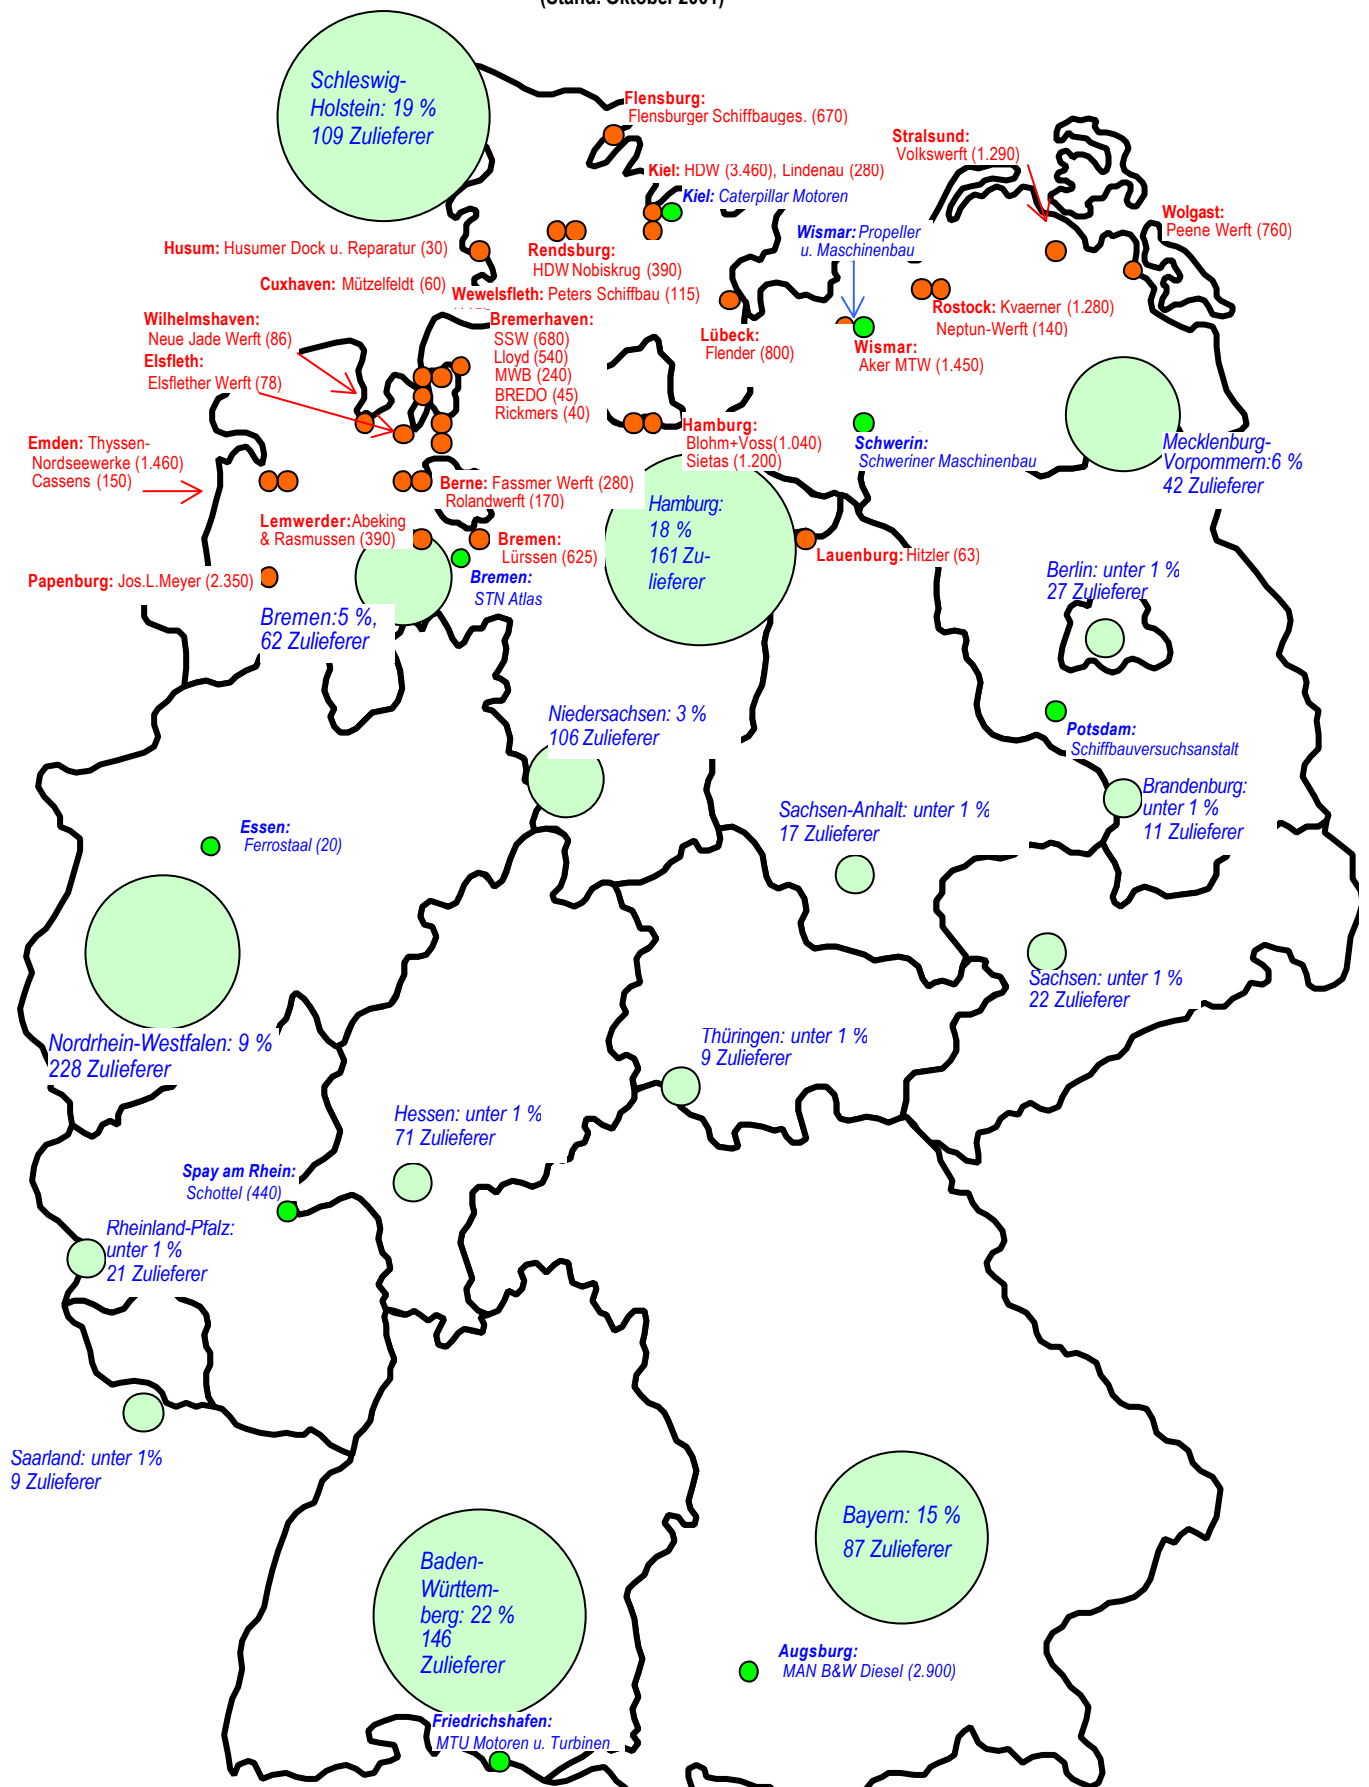 (Stand: Oktober 2001)
Schleswig-
Holstein: 19 %
109 Zulieferer
Flensburg:
Flensburger Schiffbauges. (670)
Stralsund:
Volkswerft (1.290)
Kiel: HDW (3.460), Lindenau (280)
Kiel: Caterpillar Motoren
Wolgast:
Peene Werft (760)
Wismar: Propeller
u. Maschinenbau
Husum: Husumer Dock u. Reparatur (30)
Rendsburg:
HDW Nobiskrug (390)
Cuxhaven: Mützelfeldt (60)
Wewelsfleth: Peters Schiffbau (115)
Rostock: Kvaerner (1.280)
Neptun-Werft (140)
Wilhelmshaven:
Neue Jade Werft (86)
Elsfleth:
Elsflether Werft (78)
Bremerhaven:
SSW (680)
Lloyd (540)
MWB (240)
BREDO (45)
Rickmers (40)
Lübeck:
Flender (800)
Wismar:
Aker MTW (1.450)
Hamburg:
Blohm+Voss(1.040)
Sietas (1.200)
Schwerin:
Schweriner Maschinenbau
Mecklenburg-
Vorpommern:6 %
42 Zulieferer
Emden: Thyssen-
Nordseewerke (1.460)
Cassens (150)
Berne: Fassmer Werft (280)
Rolandwerft (170)
Hamburg:
18 %
161 Zu-
lieferer
Lemwerder:Abeking
& Rasmussen (390)
Bremen:
Lürssen (625)
Lauenburg: Hitzler (63)
Papenburg: Jos.L.Meyer (2.350)
Bremen:
STN Atlas
Berlin: unter 1 %
27 Zulieferer
Bremen:5 %,
62 Zulieferer
Niedersachsen: 3 %
106 Zulieferer
Potsdam:
Schiffbauversuchsanstalt
Brandenburg:
unter 1 %
11 Zulieferer
Sachsen-Anhalt: unter 1 %
17 Zulieferer
Essen:
Ferrostaal (20)
Sachsen: unter 1 %
22 Zulieferer
Nordrhein-Westfalen: 9 %
228 Zulieferer
Thüringen: unter 1 %
9 Zulieferer
Hessen: unter 1 %
71 Zulieferer
Spay am Rhein:
Schottel (440)
Rheinland-Pfalz:
unter 1 %
21 Zulieferer
Saarland: unter 1%
9 Zulieferer
Bayern: 15 %
87 Zulieferer
Baden-
Württem-
berg: 22 %
146
Zulieferer
Augsburg:
MAN B&W Diesel (2.900)
Friedrichshafen:
MTU Motoren u. Turbinen